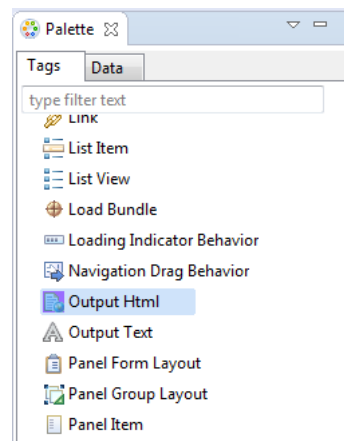 Palette
Tags Data
type filter text
Link
List Item
List View
Load Bundle
Loading Indicator Behavior
Navigation Drag Behavior
Output Html
Output Text
Panel Form Layout
Panel Group Layout
Panel Item